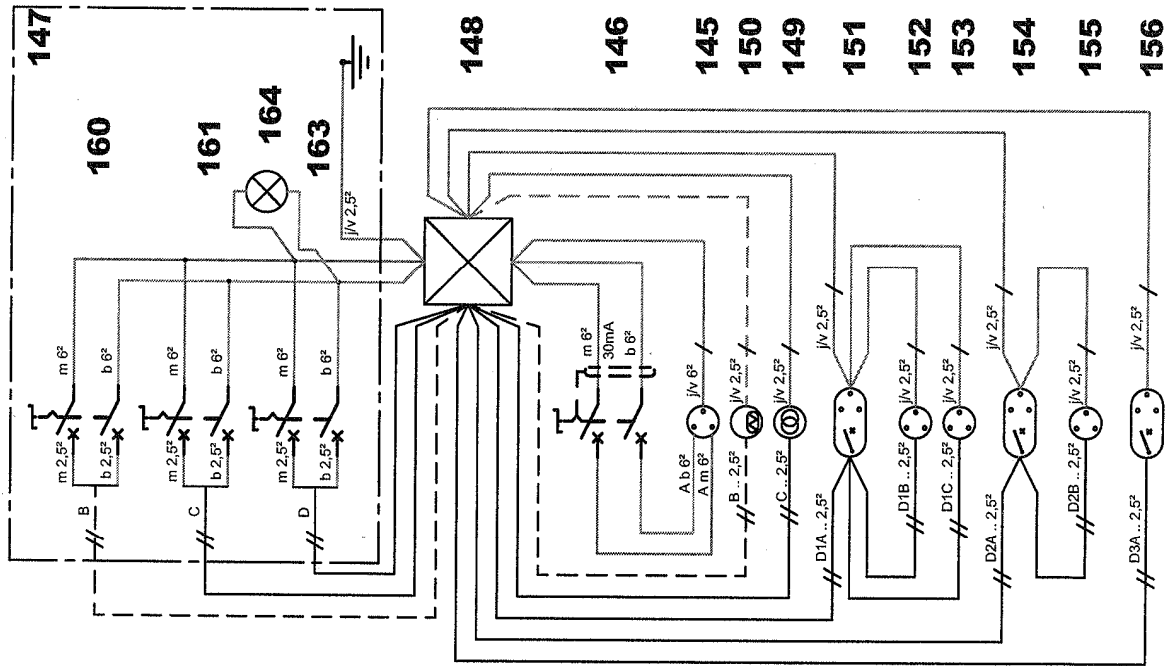 147
160
161
164
163
148
146
145
150
149
151
152
153
154
155
156
m 6²
b 6²
m 6²
b 6²
m 6²
b 6²
j/v 2,5²
m 2,5²
b 2,5²
m 2,5²
b 2,5²
m 2,5²
b 2,5²
B
C
D
m 6²
30mA
b 6²
j/v 6²
j/v 2,5²
j/v 2,5²
j/v 2,5²
j/v 2,5²
j/v 2,5²
j/v 2,5²
j/v 2,5²
j/v 2,5²
A b 6²
A m 6²
B .. 2,5²
C .. 2,5²
D1A .. 2,5²
D1B .. 2,5²
D1C .. 2,5²
D2A .. 2,5²
D2B .. 2,5²
D3A .. 2,5²